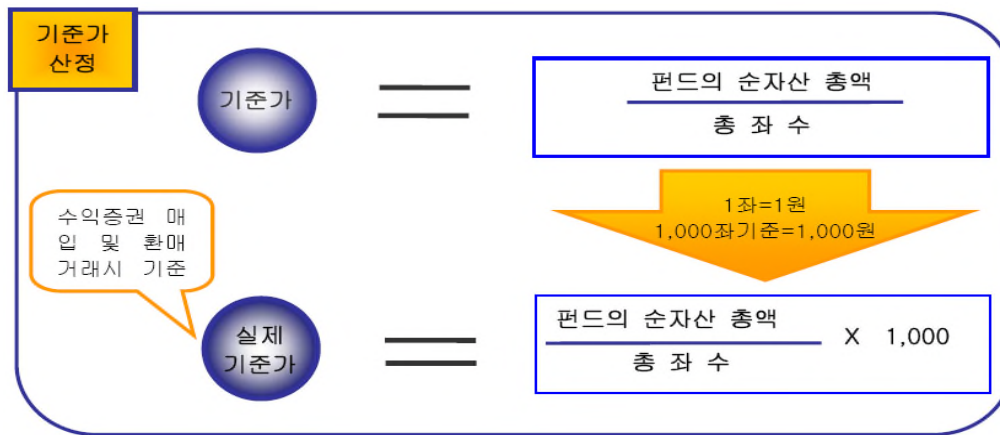 기준가
산정
기준가
펀드의 순자산 총액
총 좌 수
1좌=1원
1,000좌기준=1,000원
수익증권 매
입 및 환매
거래시 기준
실제
기준가
펀드의 순자산 총액
총 좌 수
X 1,000